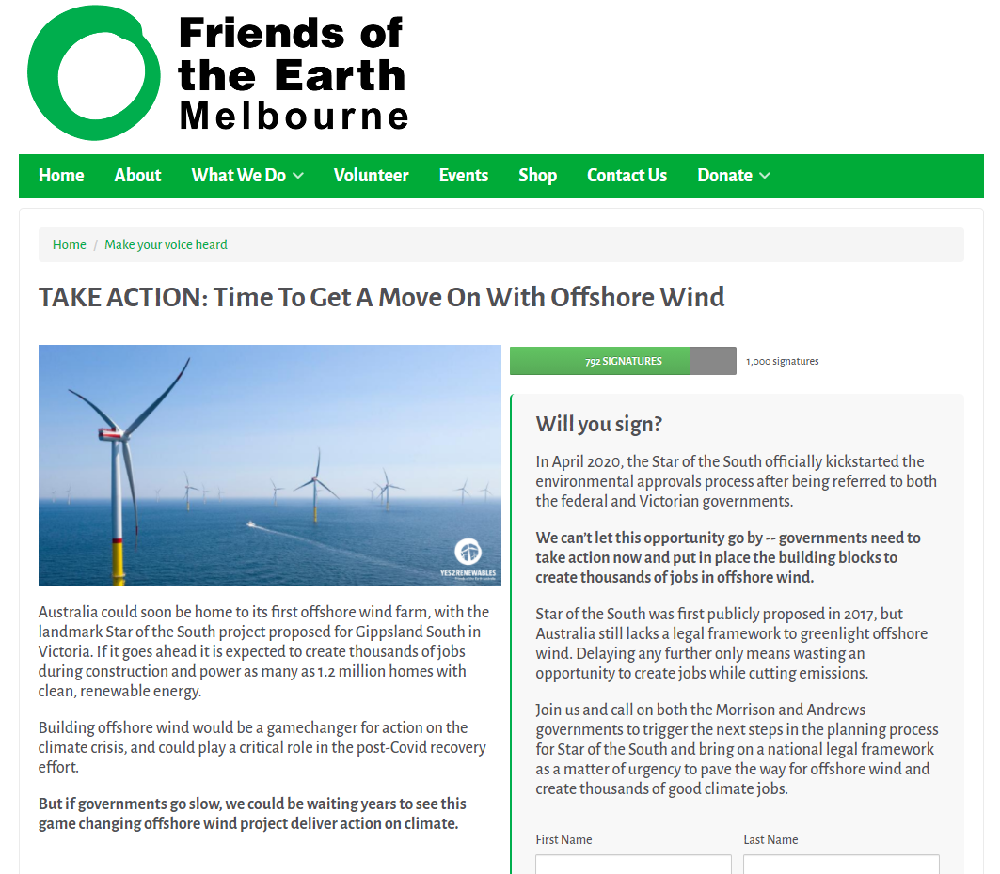 Friends of
the Earth
Melbourne
Home About What We Do Volunteer Events Shop Contact Us Donate
Home / Make your voice heard
TAKE ACTION: Time To Get A Move On With Offshore Wind
YES2RENEWABLES
Friends of the Earth Australia
Australia could soon be home to its first offshore wind farm, with the
landmark Star of the South project proposed for Gippsland South in
Victoria. If it goes ahead it is expected to create thousands of jobs
during construction and power as many as 1.2 million homes with
clean, renewable energy.
Building offshore wind would be a gamechanger for action on the
climate crisis, and could play a critical role in the post-Covid recovery
effort.
But if governments go slow, we could be waiting years to see this
game changing offshore wind project deliver action on climate.
792 SIGNATURES
1,000 signatures
Will you sign?
In April 2020, the Star of the South officially kickstarted the
environmental approvals process after being referred to both
the federal and Victorian governments.
We can't let this opportunity go by -- governments need to
take action now and put in place the building blocks to
create thousands of jobs in offshore wind.
Star of the South was first publicly proposed in 2017, but
Australia still lacks a legal framework to greenlight offshore
wind. Delaying any further only means wasting an
opportunity to create jobs while cutting emissions.
Join us and call on both the Morrison and Andrews
governments to trigger the next steps in the planning process
for Star of the South and bring on a national legal framework
as a matter of urgency to pave the way for offshore wind and
create thousands of good climate jobs.
First Name Last Name